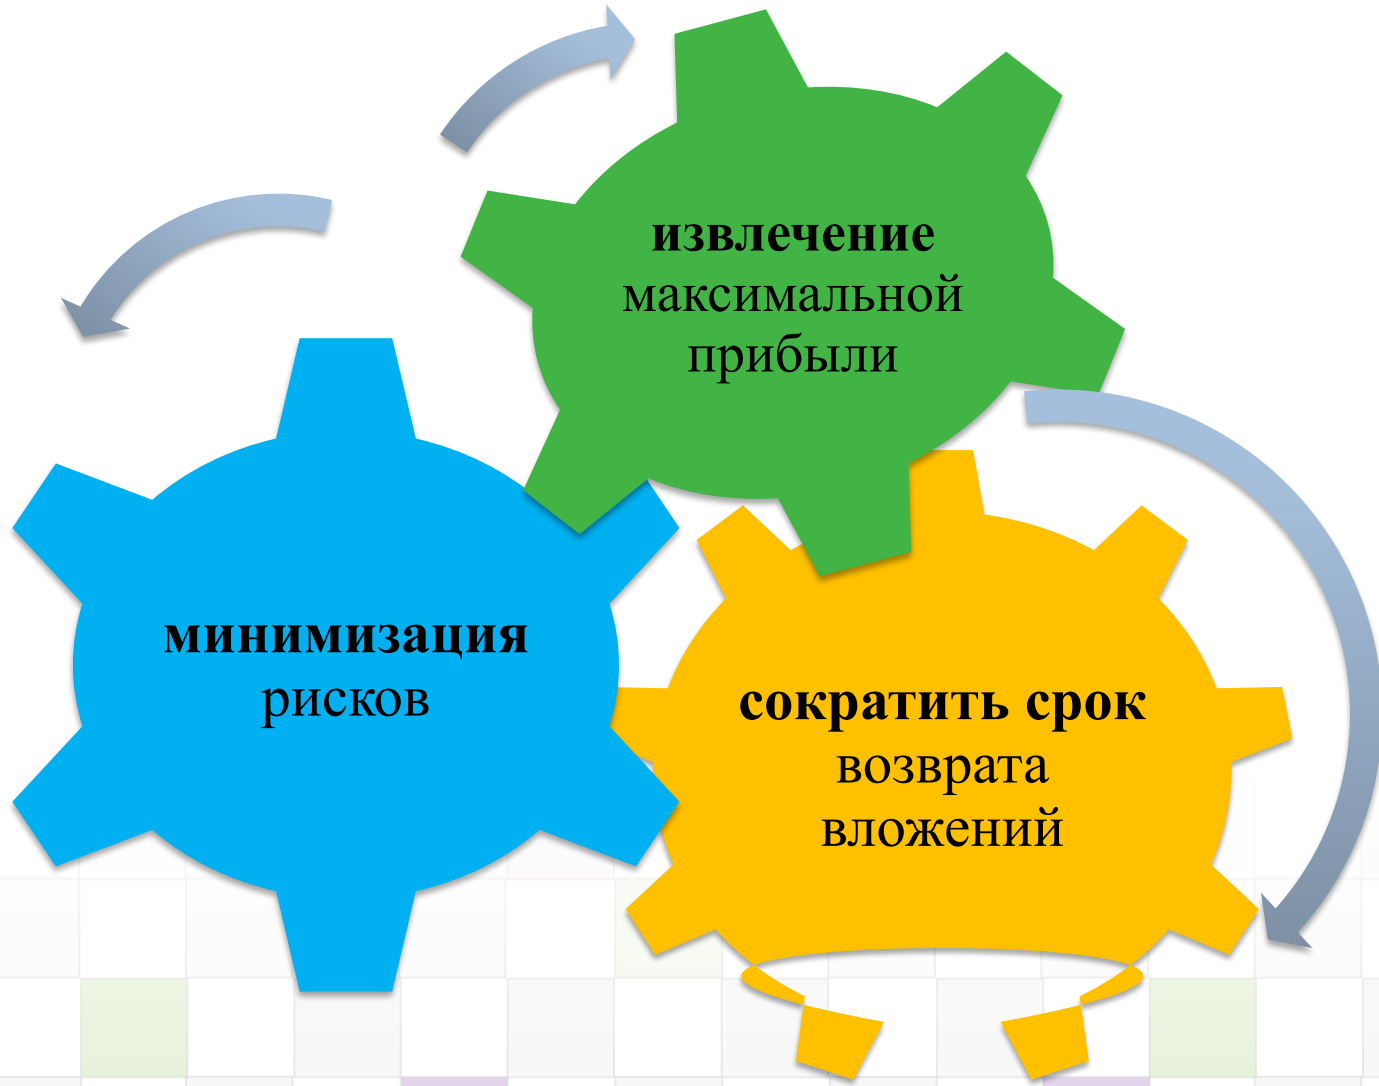 извлечение
максимальной
прибыли
минимизация
рисков
сократить срок
возврата
вложений